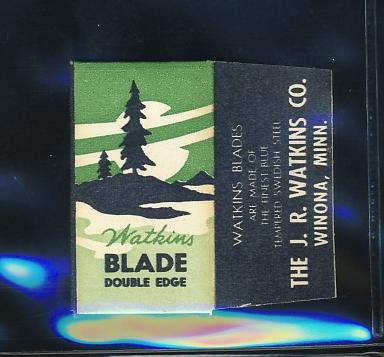 Watkins
BLADE
DOUBLE EDGE
WATKINS BLADES
ARE MADE OF
THE FINEST BLUE
TEMPERED SWEDISH STEEL
THE J. R. WATKINS CO.
WINONA, MINN.